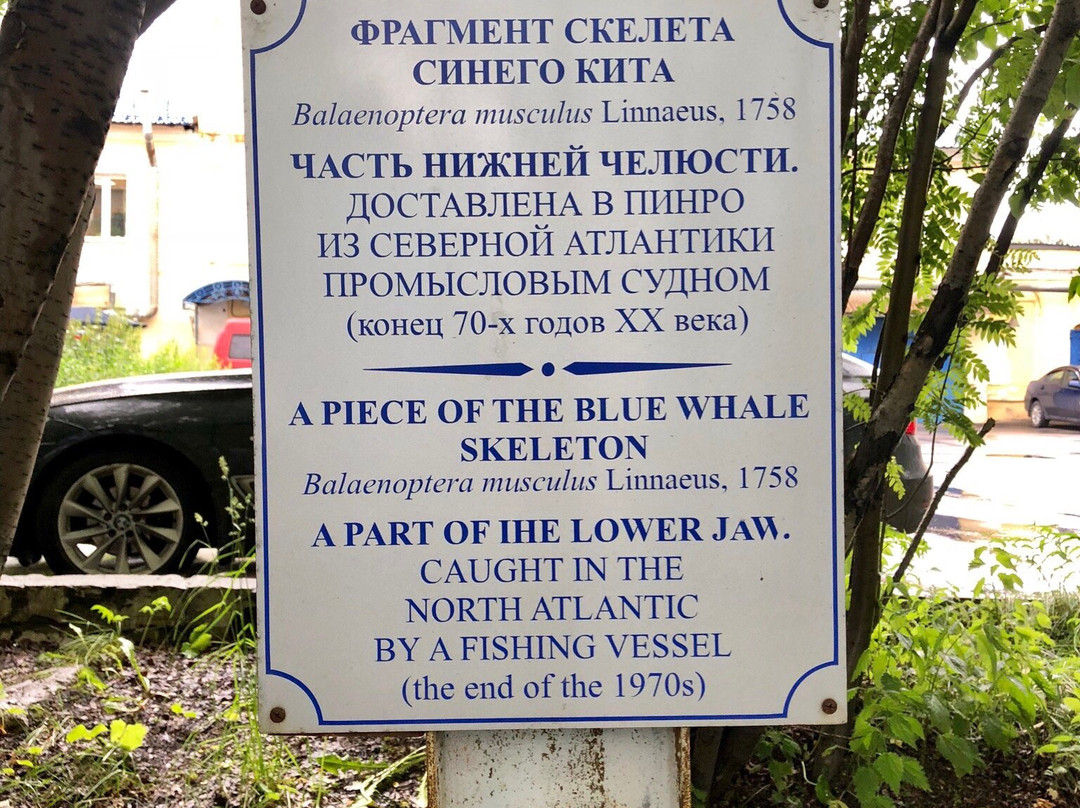 ФРАГМЕНТ СКЕЛЕТА
СИНЕГО КИТА
Balaenoptera musculus Linnaeus, 1758
ЧАСТЬ НИЖНЕЙ ЧЕЛЮСТИ.
ДОСТАВЛЕНА В ПИНРО
ИЗ СЕВЕРНОЙ АТЛАНТИКИ
ПРОМЫСЛОВЫМ СУДНОМ
(конец 70-х годов XX века)
A PIECE OF THE BLUE WHALE
SKELETON
Balaenoptera musculus Linnaeus, 1758
A PART OF IHE LOWER JAW.
CAUGHT IN THE
NORTH ATLANTIC
BY A FISHING VESSEL
(the end of the 1970s)